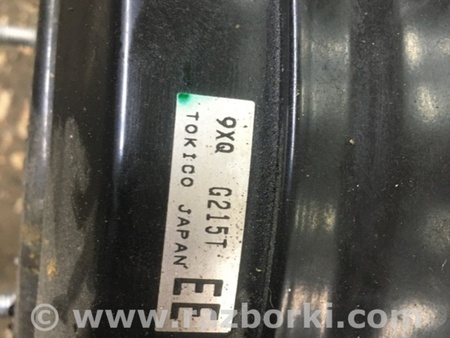 9XQ G215T
TOKICO JAPAN
EE
www.razborki.com